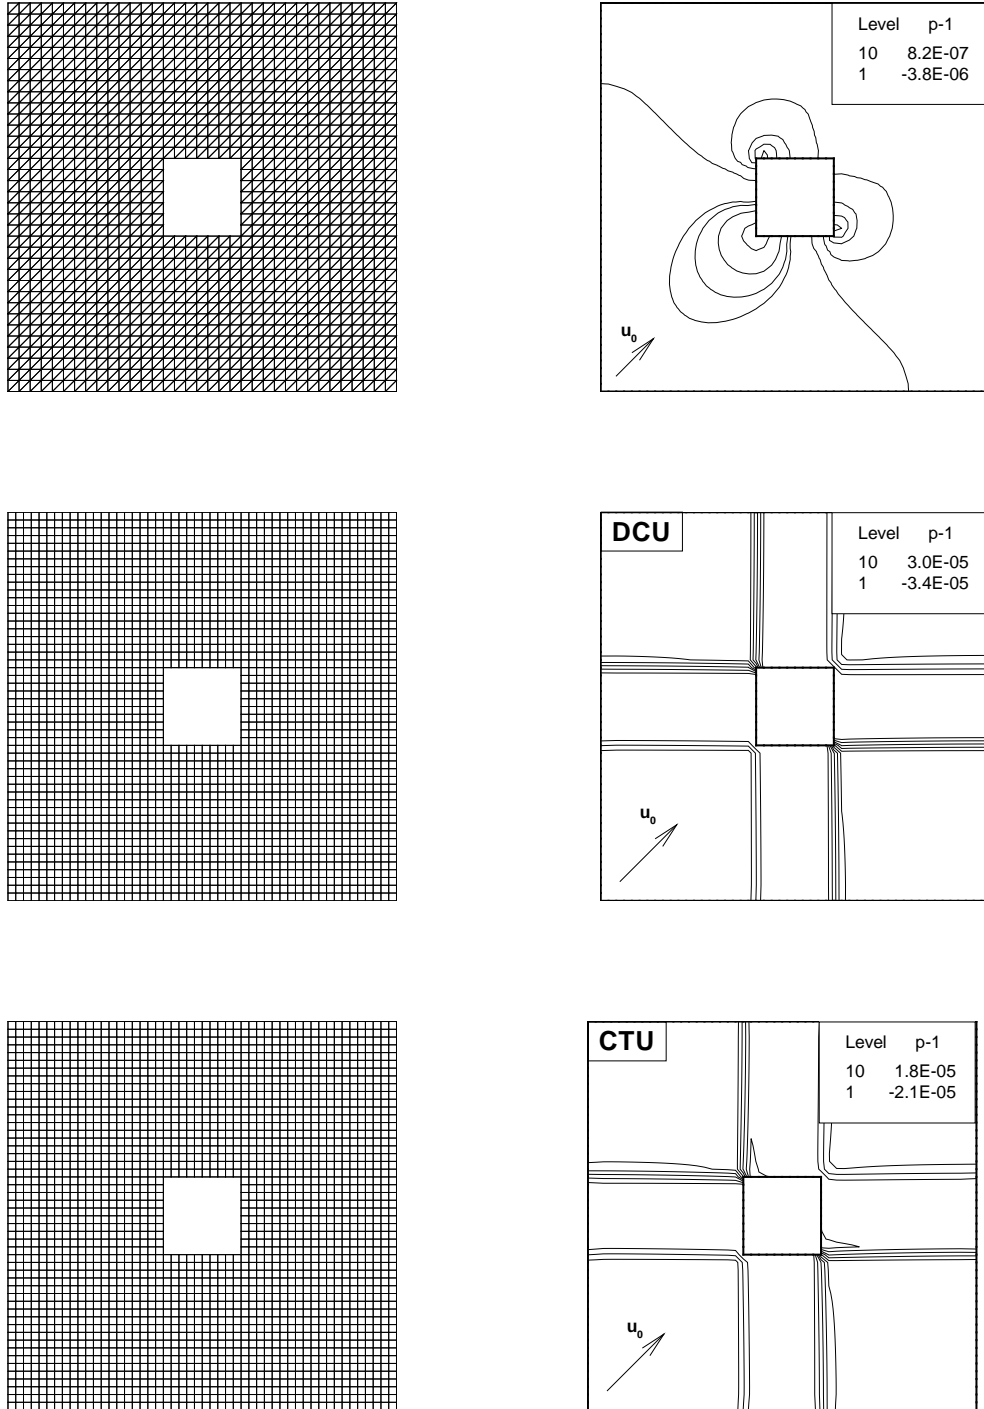 Level p-1
10 8.2E-07
1 -3.8E-06
u0
DCU
Level p-1
10 3.0E-05
1 -3.4E-05
u0
CTU
Level p-1
10 1.8E-05
1 -2.1E-05
u0